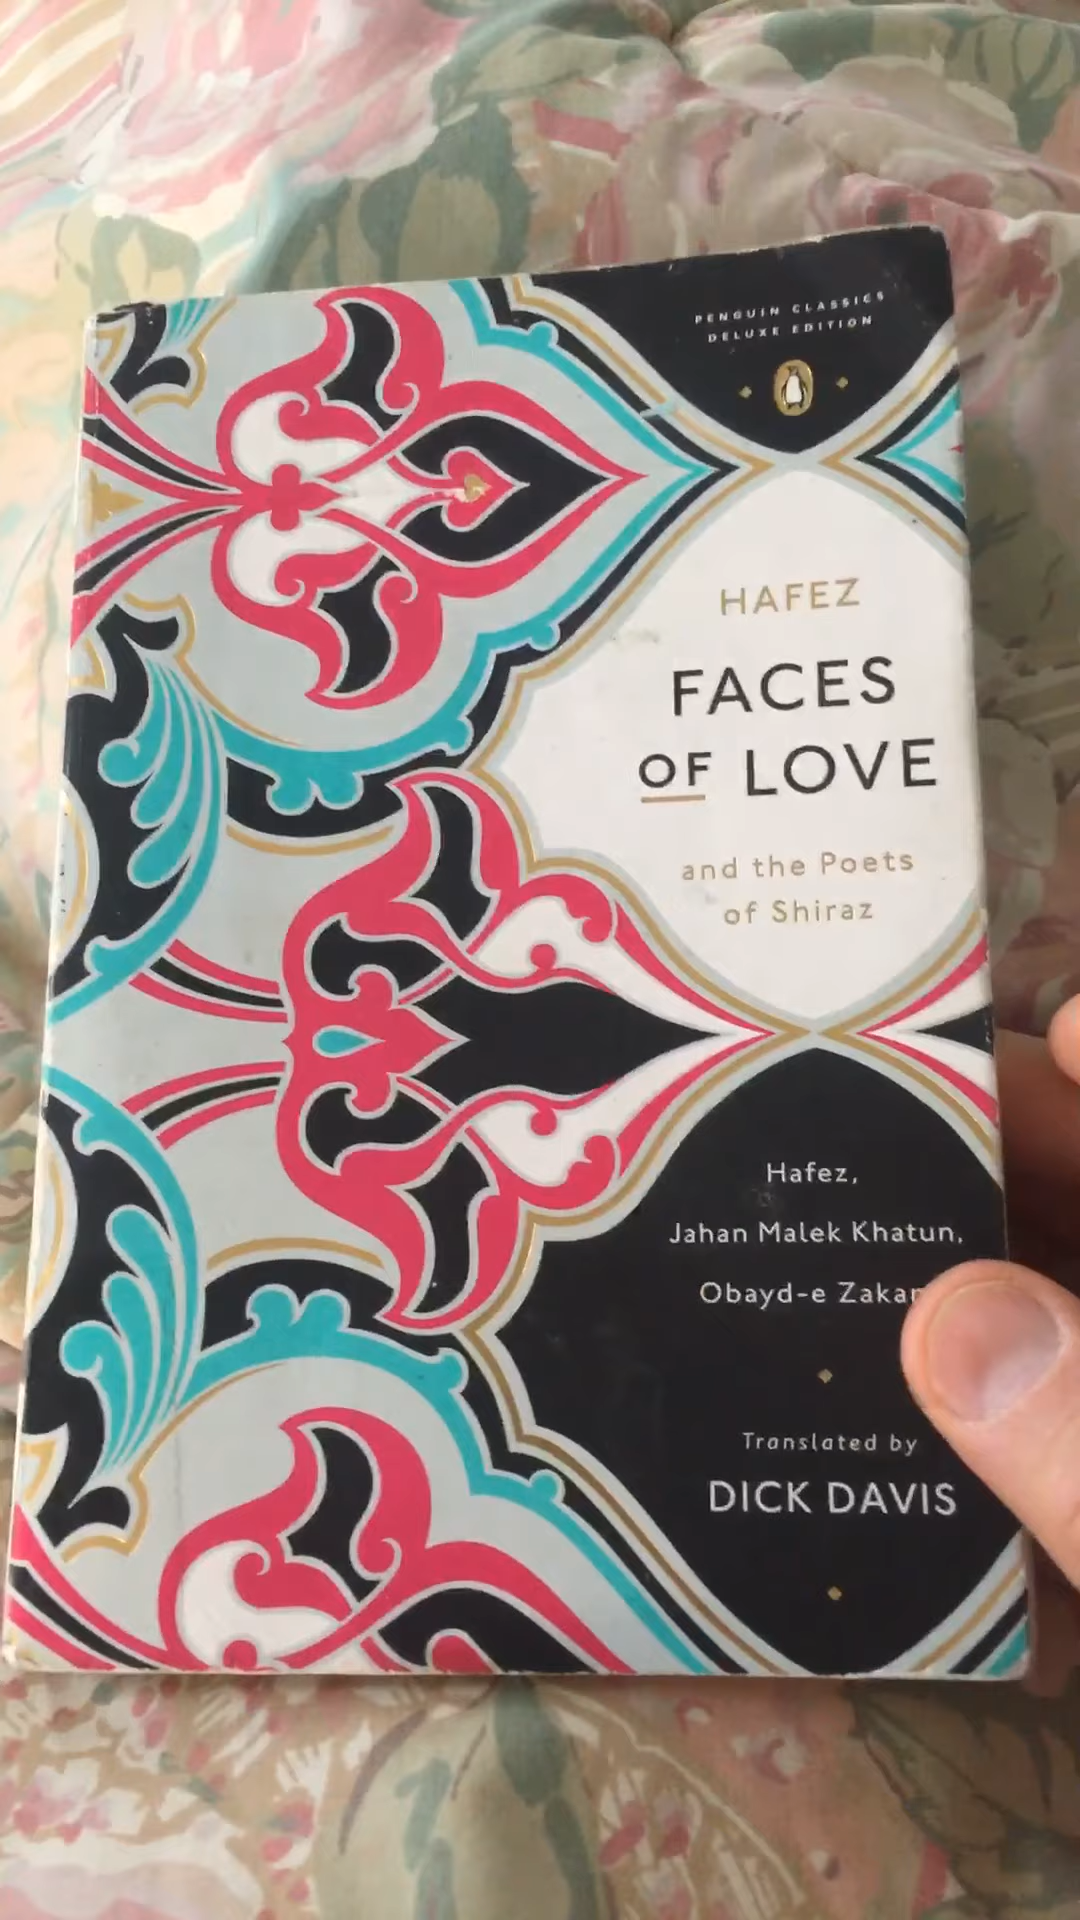 PENGUIN CLASSICS
DELUXE EDITION
HAFEZ
FACES
OF LOVE
and the Poets
of Shiraz
Hafez,
Jahan Malek Khatun,
Obayd-e
Translated by
DICK DAVIS